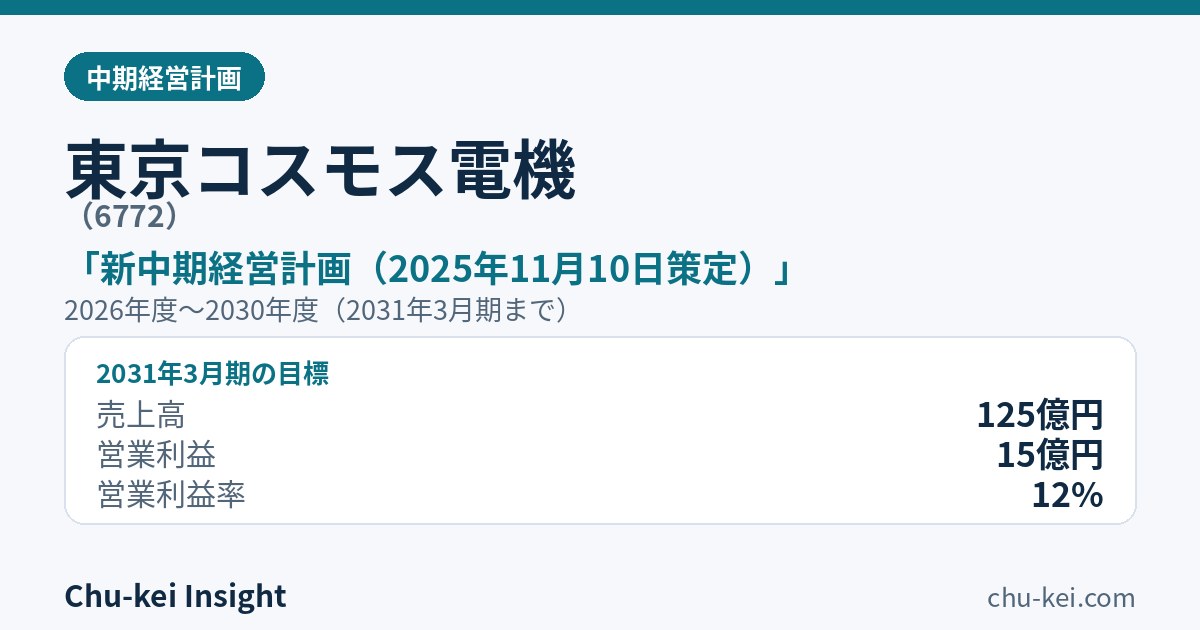 中期経営計画
東京コスモス電機
（6772）
「新中期経営計画（2025年11月10日策定）」
2026年度～2030年度（2031年3月期まで）
2031年3月期の目標
売上高 125億円
営業利益 15億円
営業利益率 12%
Chu-kei Insight chu-kei.com